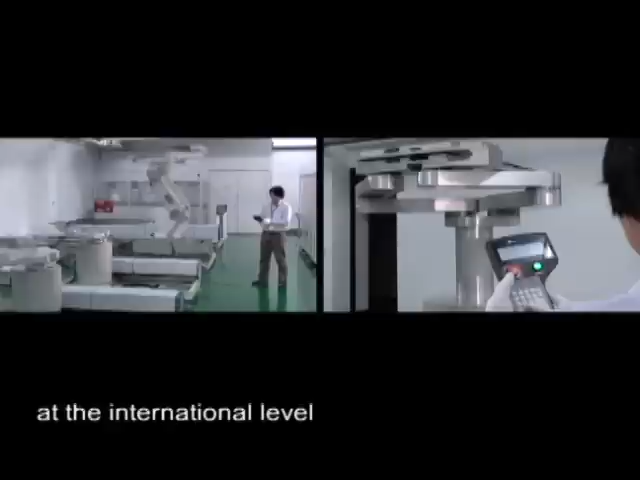 at the international level